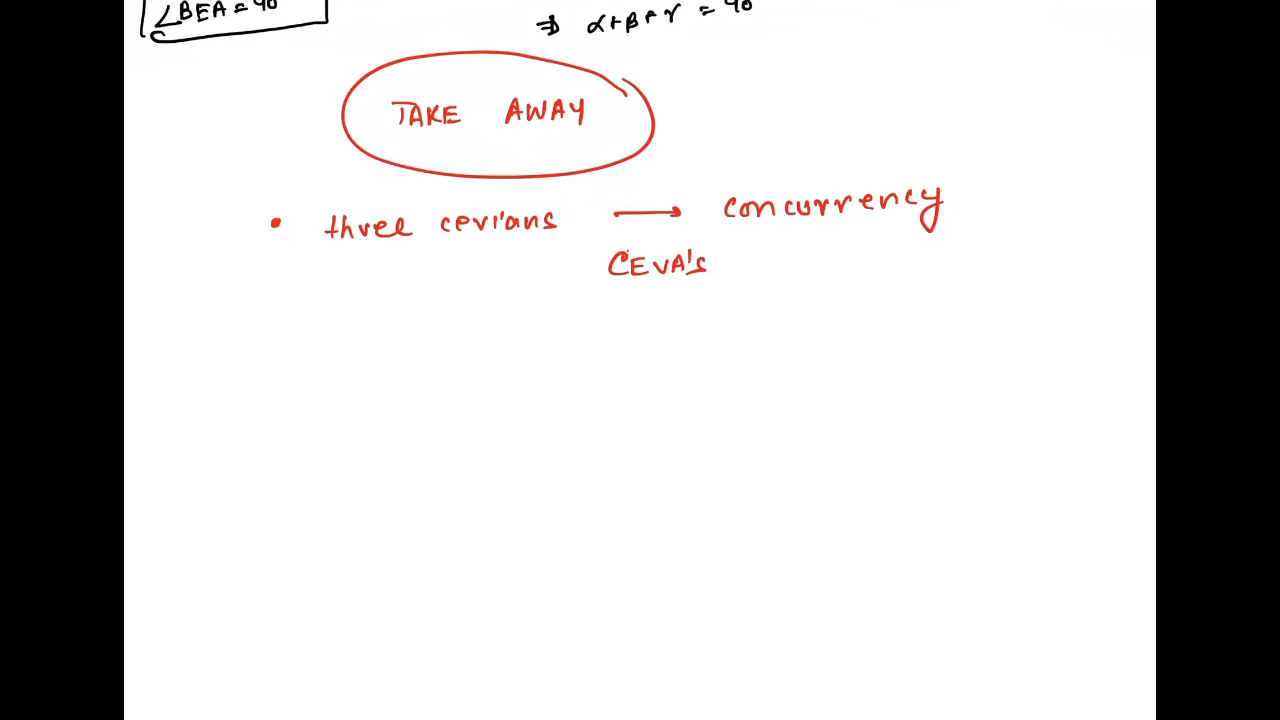 ∠BEA = 90
⇒ α+β+γ = 90
TAKE AWAY
• three cevians → concurrency
CEVA's